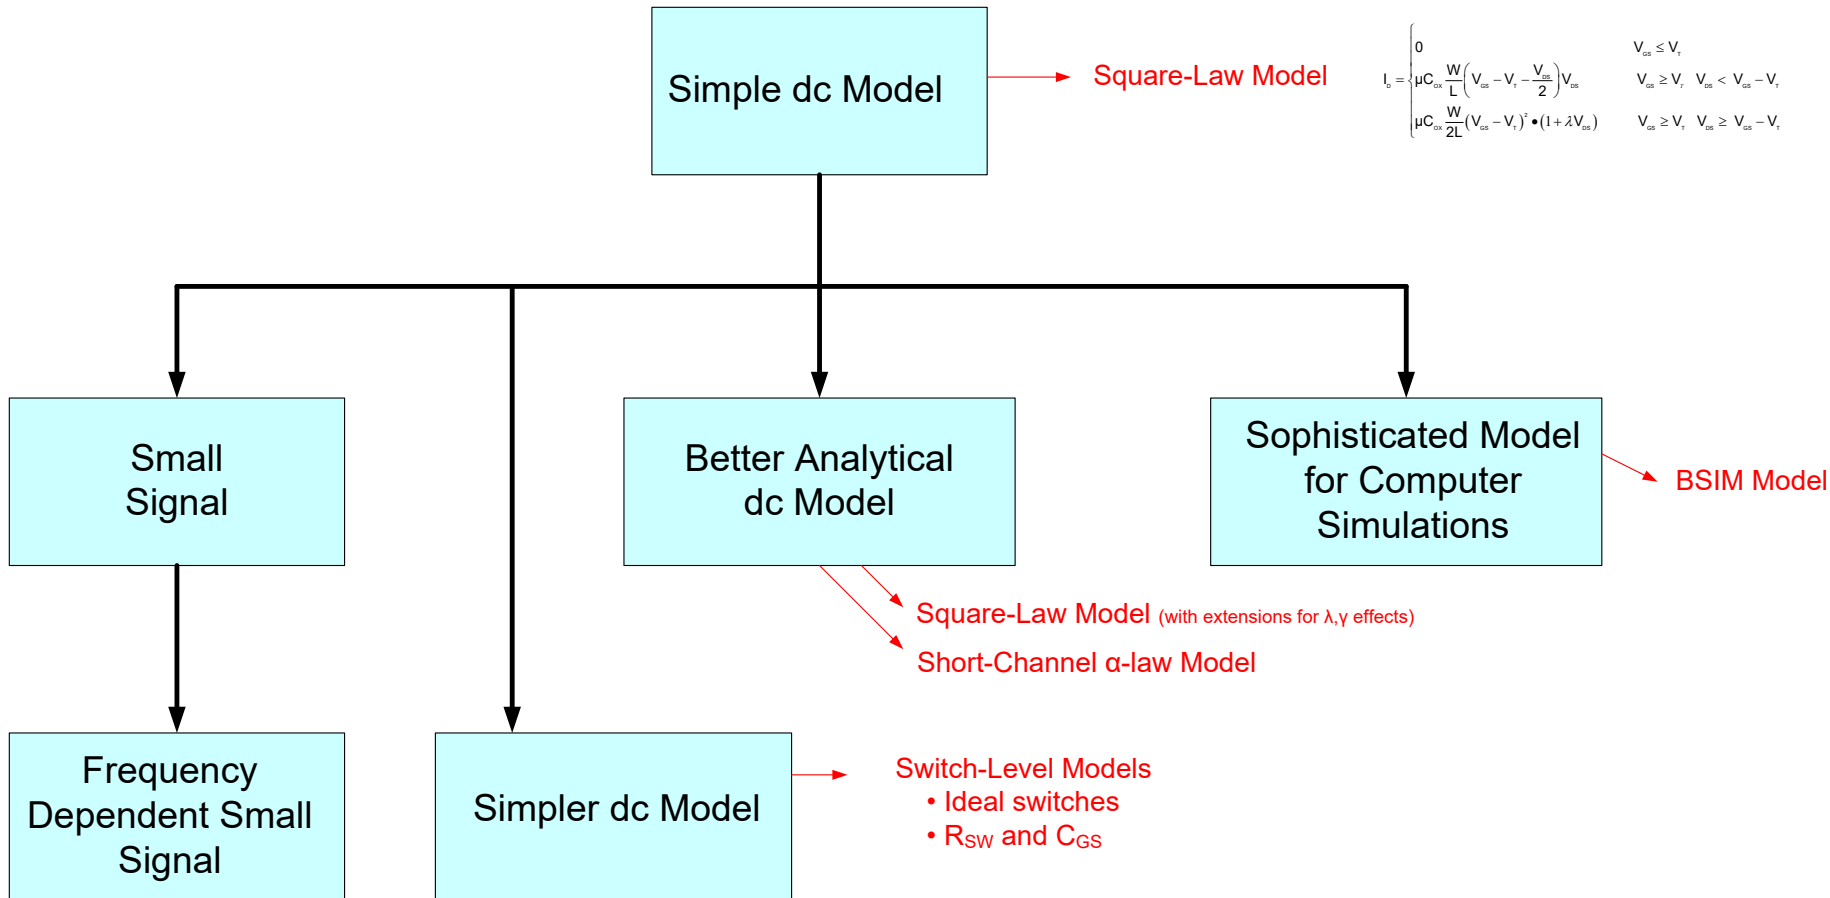 Simple dc Model
Square-Law Model
I_D = { 0    V_GS ≤ V_T
μC_OX W/L (V_GS − V_T − V_DS/2) V_DS    V_GS ≥ V_T  V_DS < V_GS − V_T
μC_OX W/2L (V_GS − V_T)² • (1 + λV_DS)    V_GS ≥ V_T  V_DS ≥ V_GS − V_T
Small
Signal
Better Analytical
dc Model
Sophisticated Model
for Computer
Simulations
BSIM Model
Square-Law Model (with extensions for λ,γ effects)
Short-Channel α-law Model
Frequency
Dependent Small
Signal
Simpler dc Model
Switch-Level Models
• Ideal switches
• R_SW and C_GS